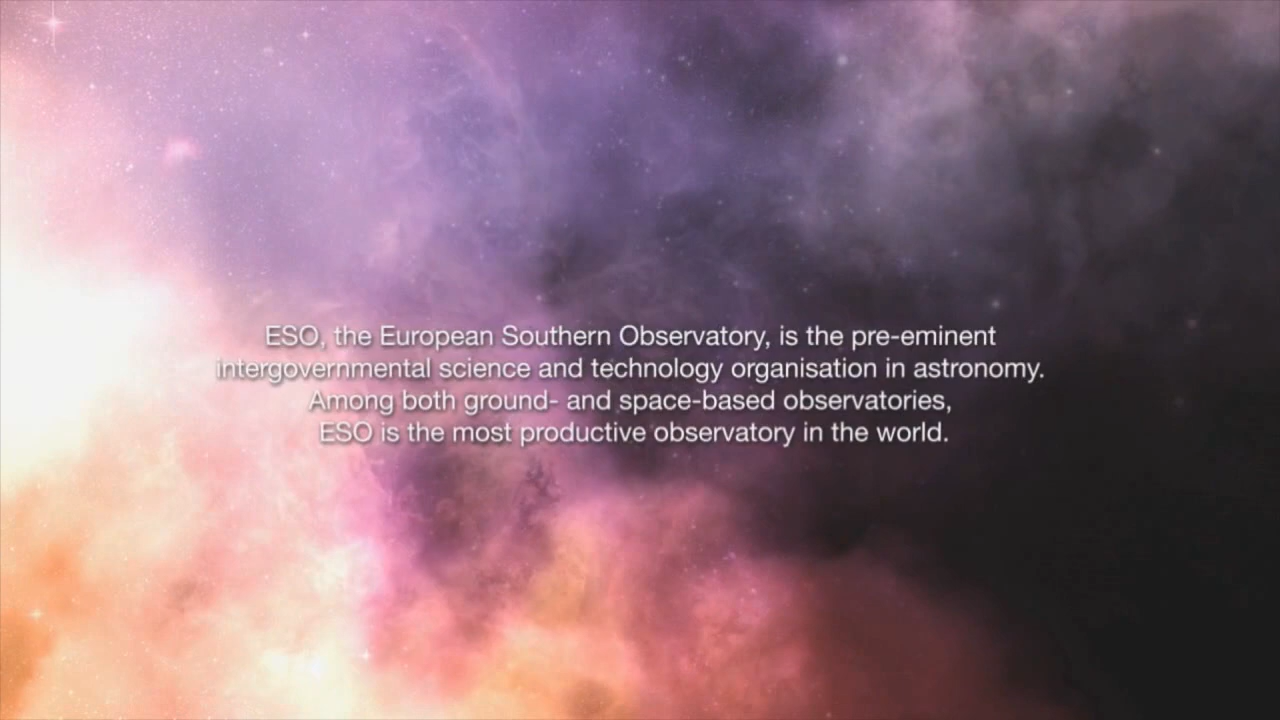 ESO, the European Southern Observatory, is the pre-eminent
intergovernmental science and technology organisation in astronomy.
Among both ground- and space-based observatories,
ESO is the most productive observatory in the world.